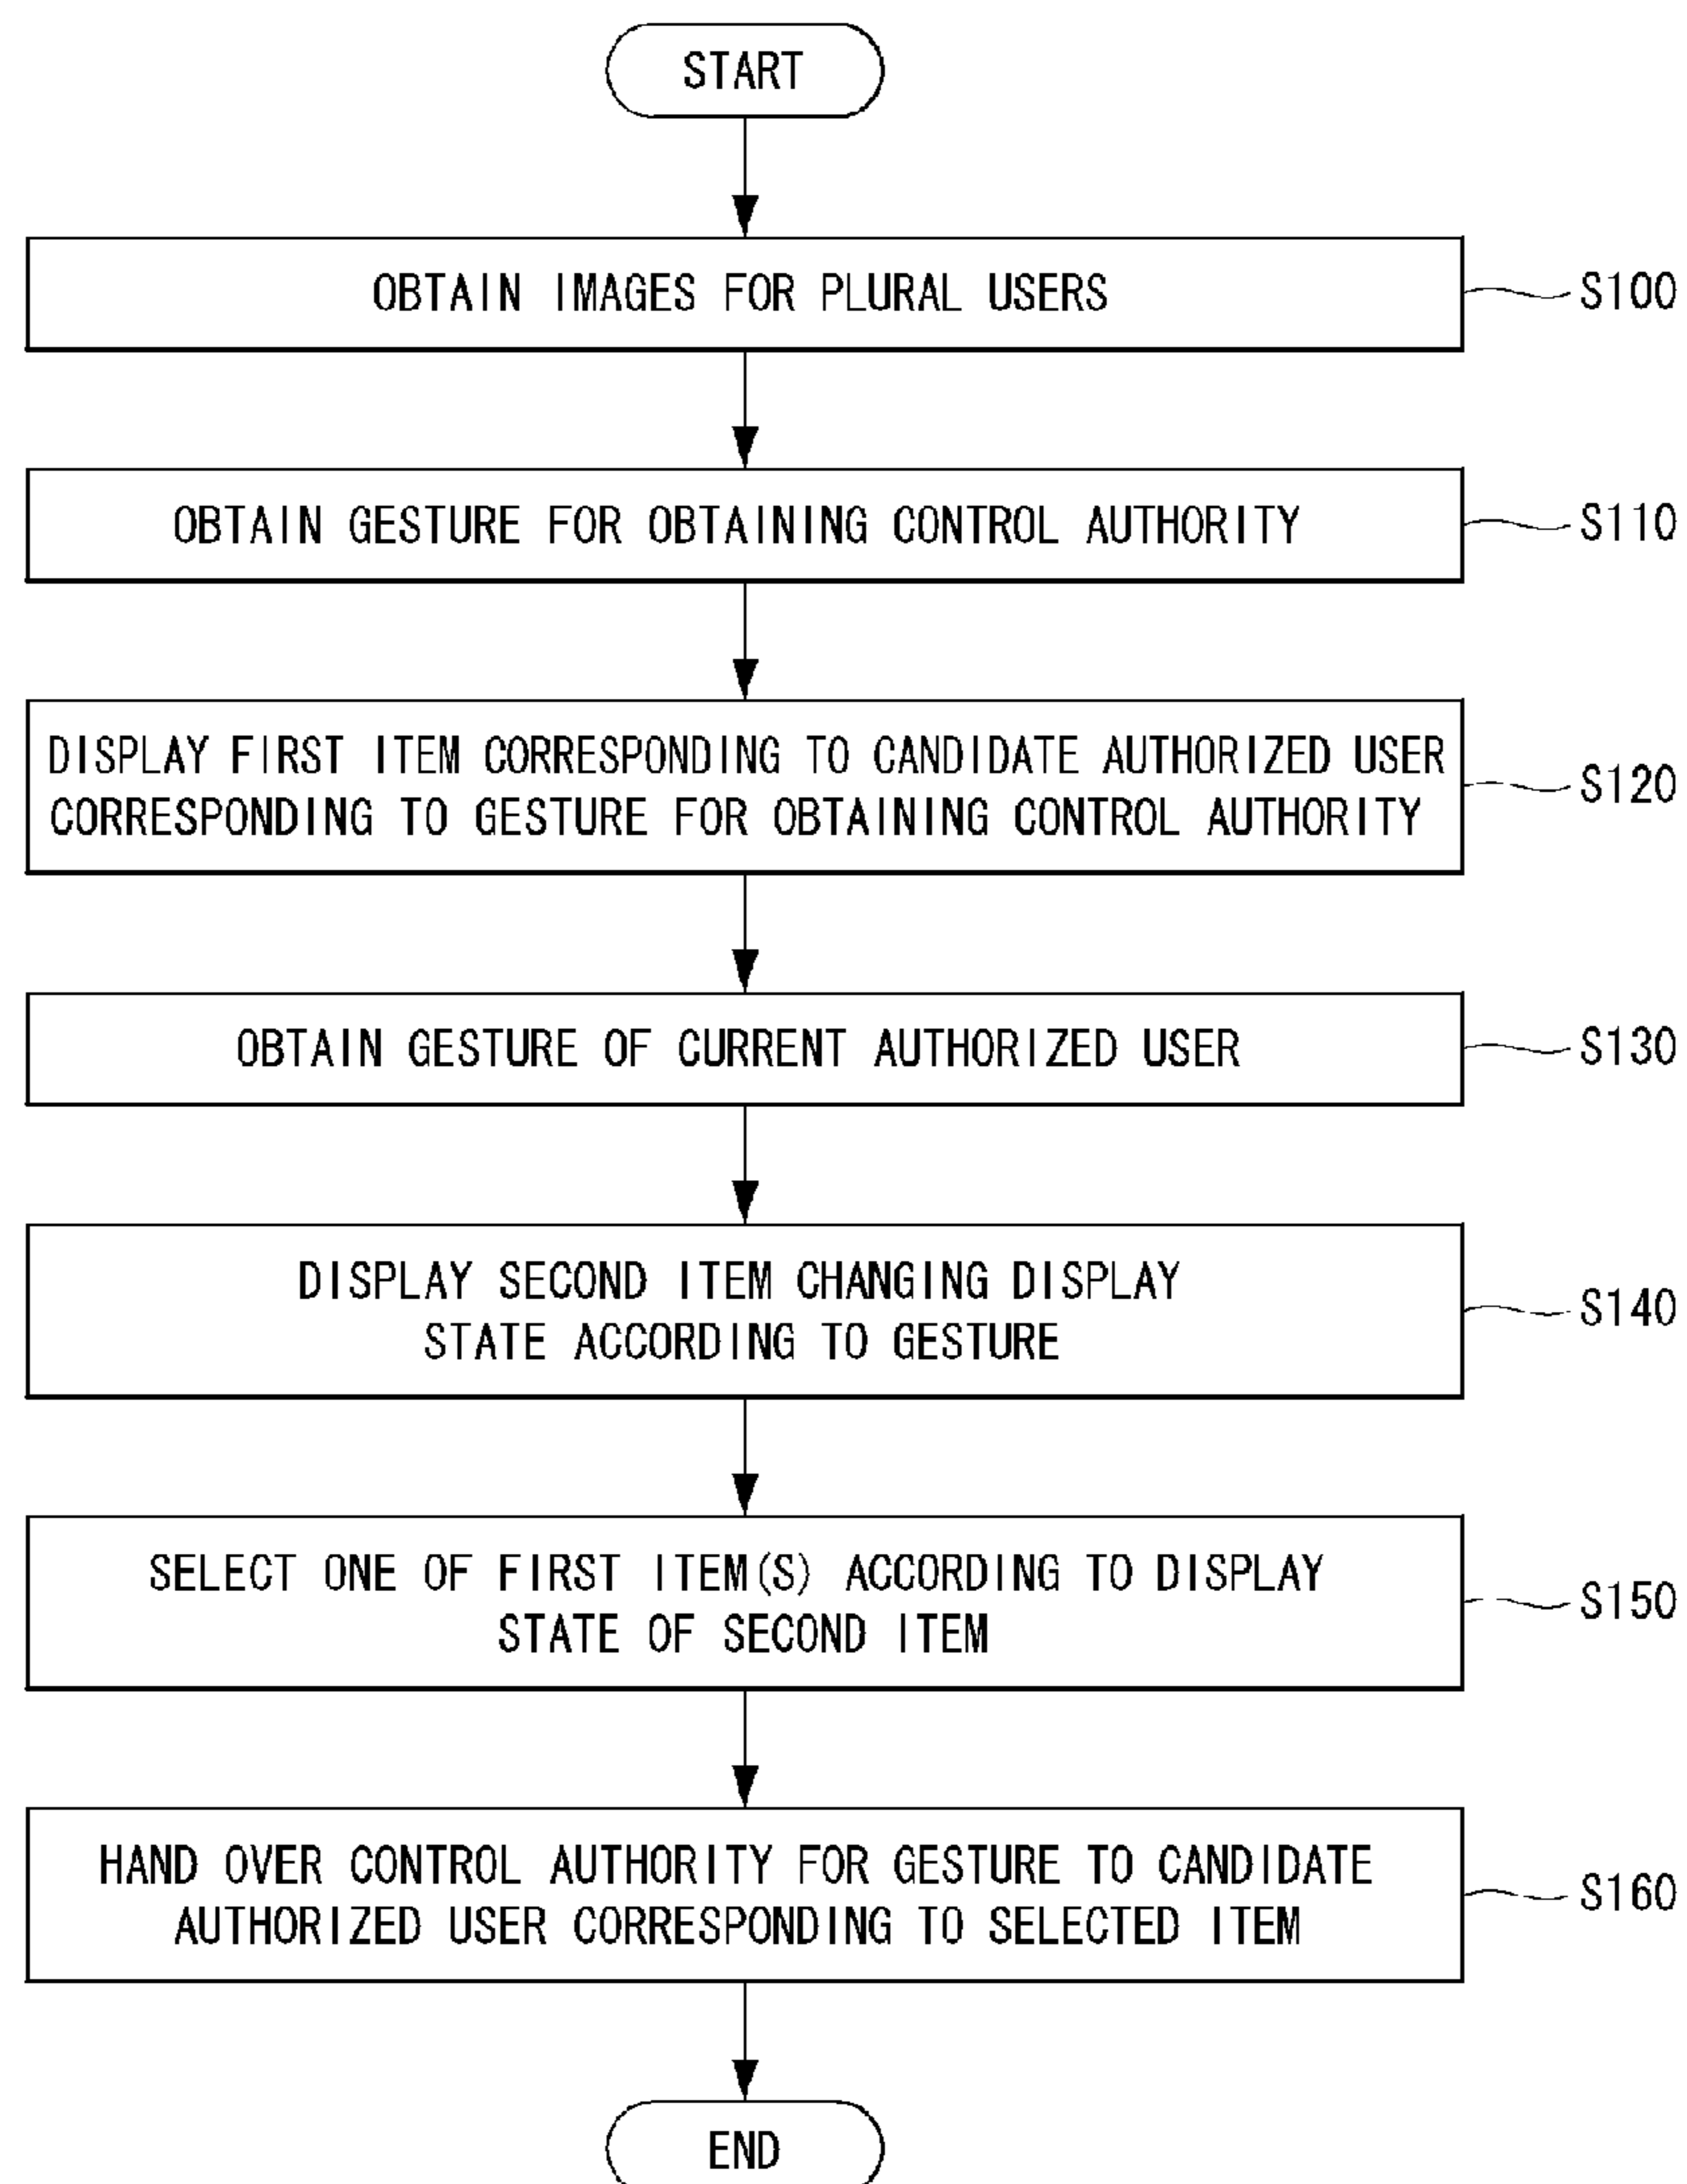 START
OBTAIN IMAGES FOR PLURAL USERS
S100
OBTAIN GESTURE FOR OBTAINING CONTROL AUTHORITY
S110
DISPLAY FIRST ITEM CORRESPONDING TO CANDIDATE AUTHORIZED USER
CORRESPONDING TO GESTURE FOR OBTAINING CONTROL AUTHORITY
S120
OBTAIN GESTURE OF CURRENT AUTHORIZED USER
S130
DISPLAY SECOND ITEM CHANGING DISPLAY
STATE ACCORDING TO GESTURE
S140
SELECT ONE OF FIRST ITEM(S) ACCORDING TO DISPLAY
STATE OF SECOND ITEM
S150
HAND OVER CONTROL AUTHORITY FOR GESTURE TO CANDIDATE
AUTHORIZED USER CORRESPONDING TO SELECTED ITEM
S160
END